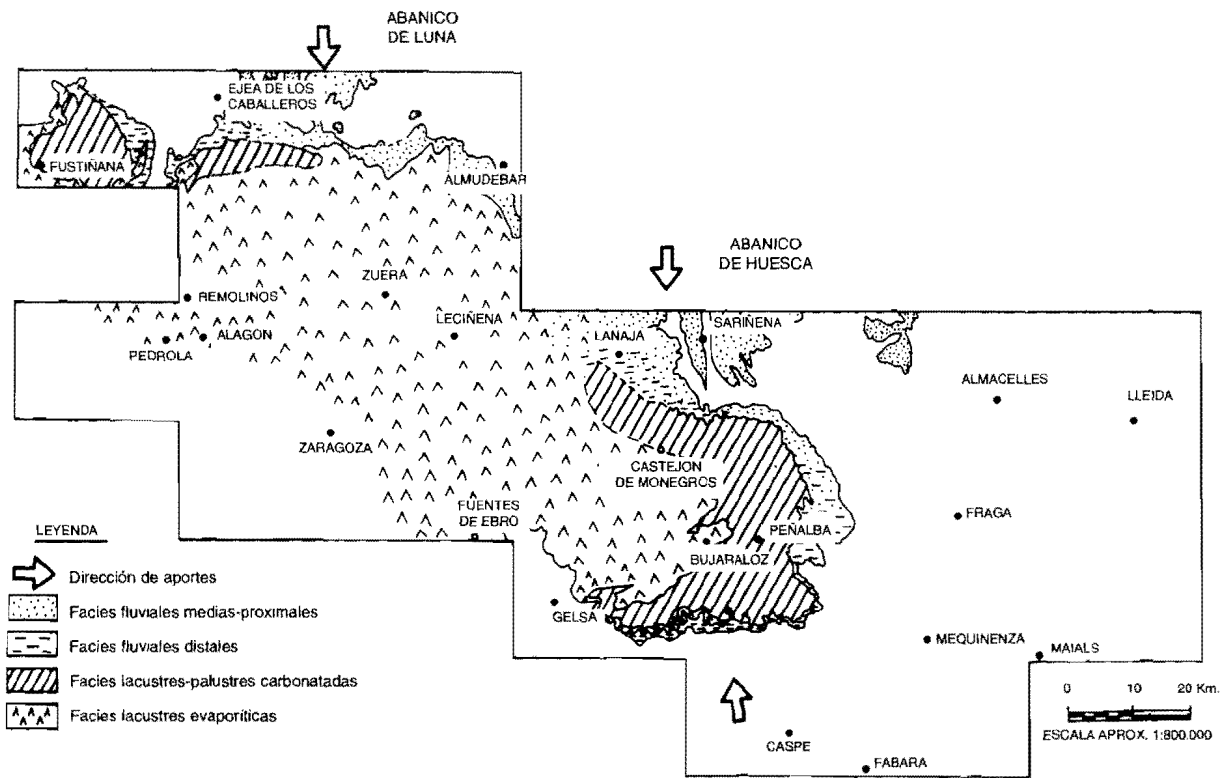 ABANICO
DE LUNA
EJEA DE LOS
CABALLEROS
FUSTIÑANA
ALMUDEBAR
ABANICO
DE HUESCA
ZUERA
REMOLINOS
LECIÑENA
SARIÑENA
LANAJA
PEDROLA
ALAGON
ALMACELLES
LLEIDA
ZARAGOZA
CASTEJON
DE MONEGROS
FUENTES
DE EBRO
FRAGA
PEÑALBA
BUJARALOZ
GELSA
MEQUINENZA
MAIALS
CASPE
FABARA
LEYENDA
Dirección de aportes
Facies fluviales medias-proximales
Facies fluviales distales
Facies lacustres-palustres carbonatadas
Facies lacustres evaporíticas
0 10 20 Km.
ESCALA APROX. 1:800.000